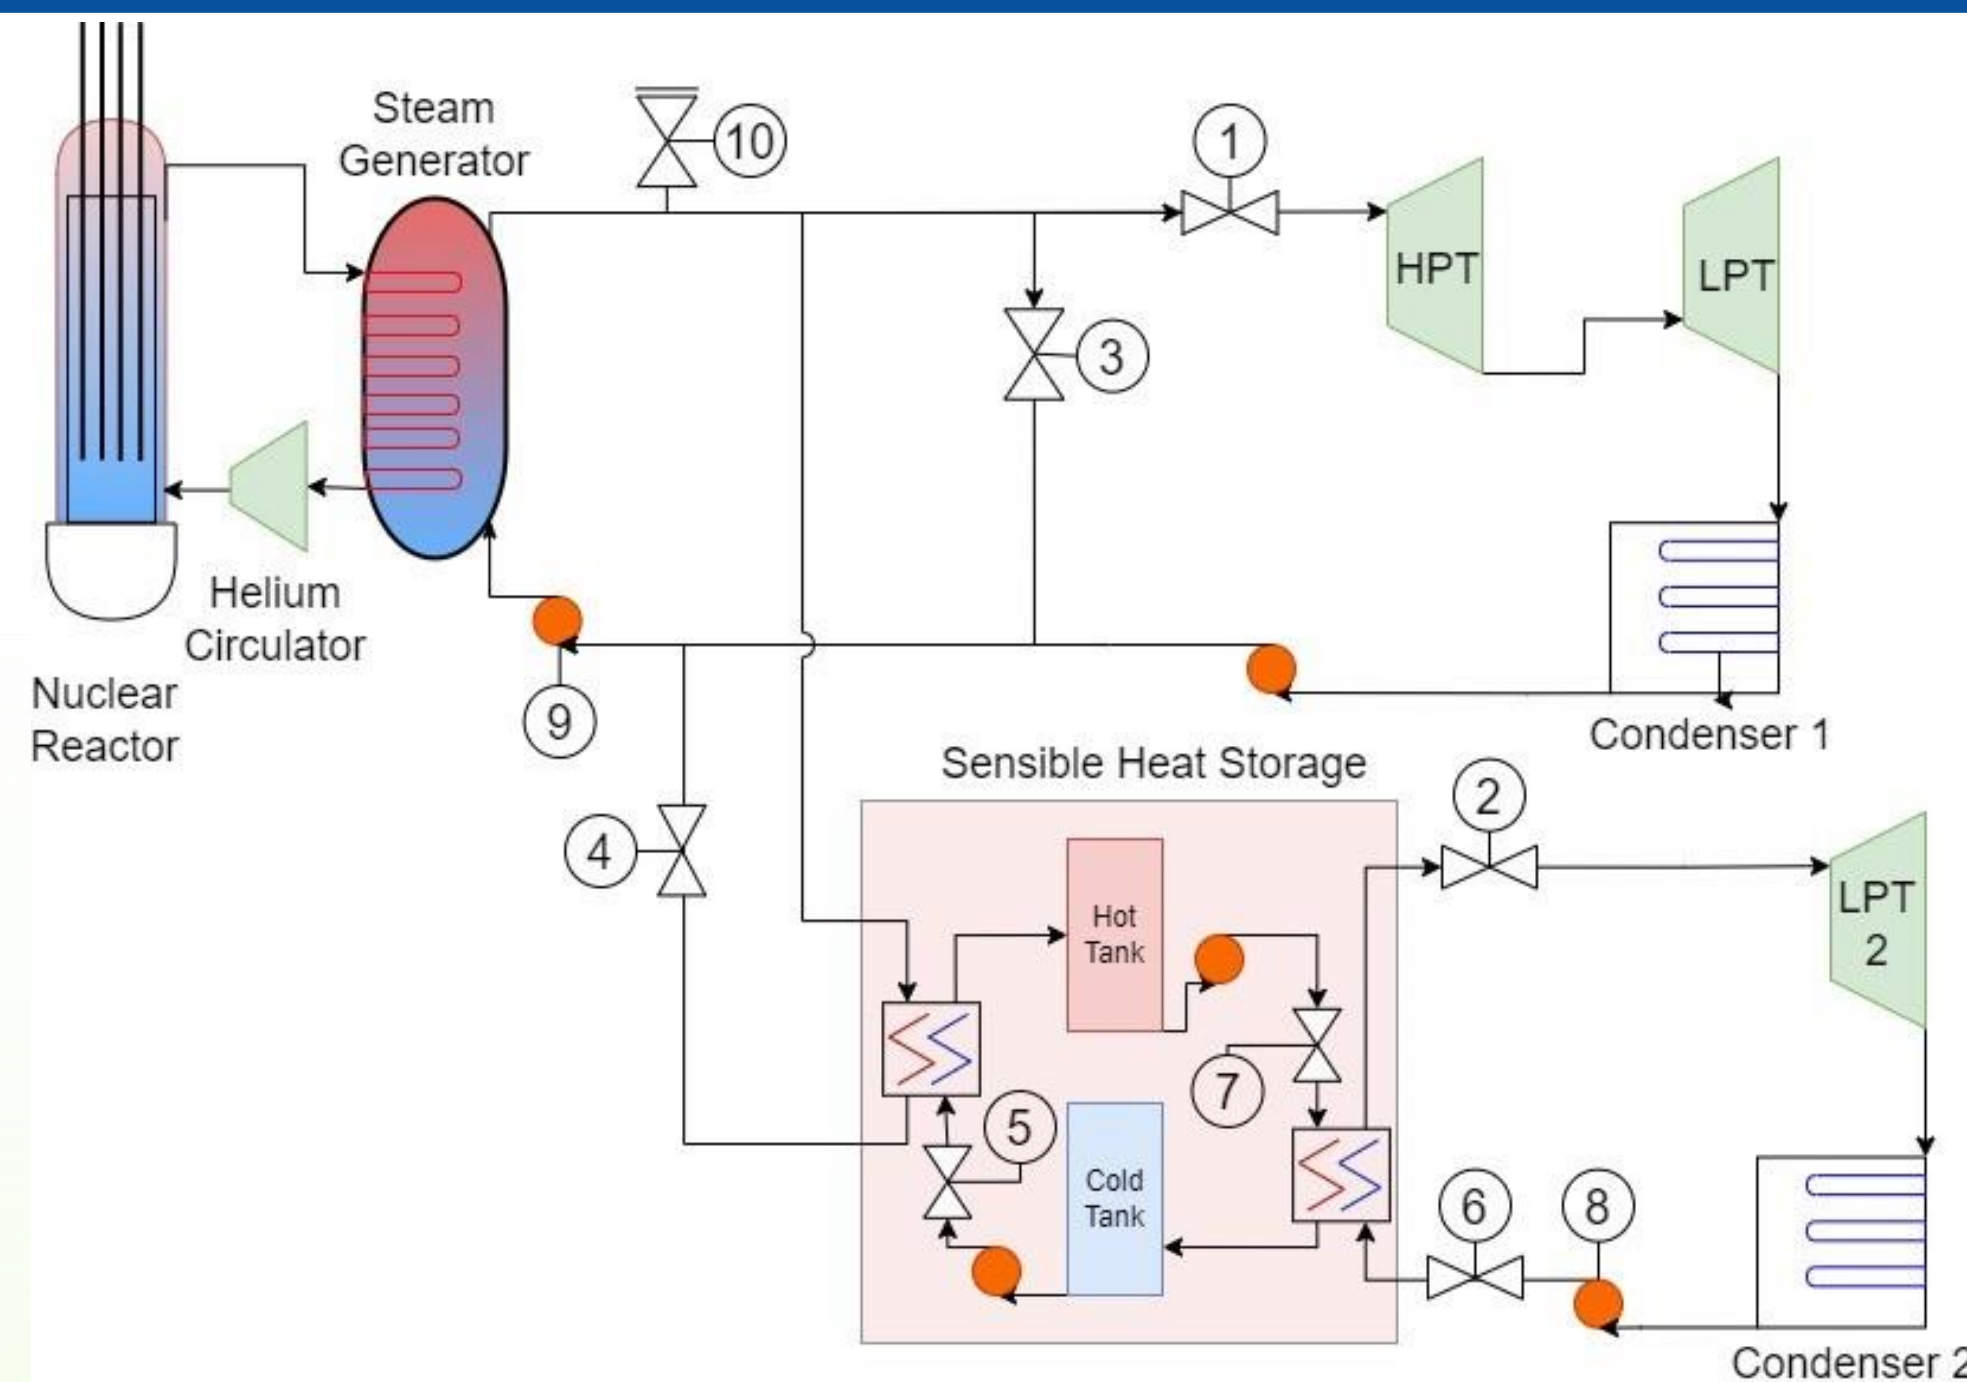 Steam
Generator
10
1
HPT
LPT
3
Helium
Circulator
Nuclear
Reactor
9
Condenser 1
Sensible Heat Storage
2
4
Hot
Tank
LPT
2
7
5
Cold
Tank
6
8
Condenser 2